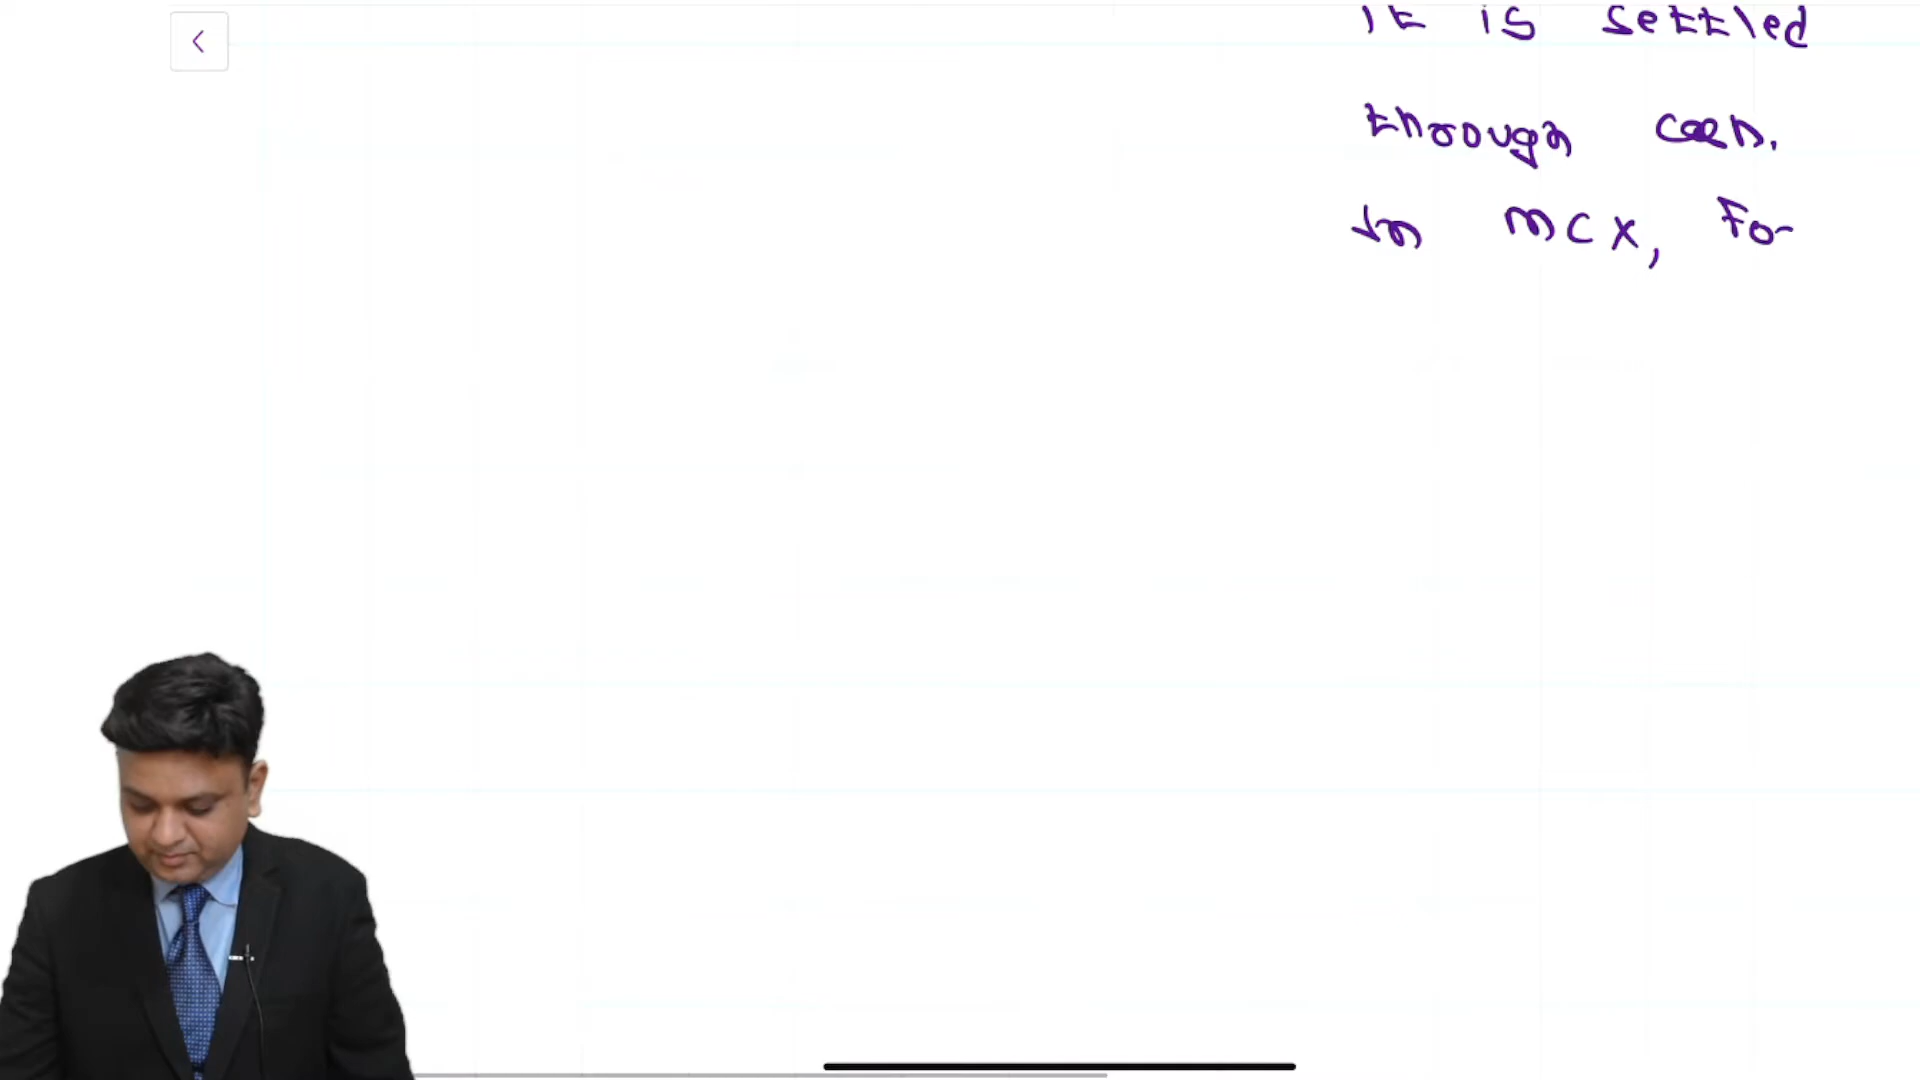 It is settled
through cash.
In MCX, For